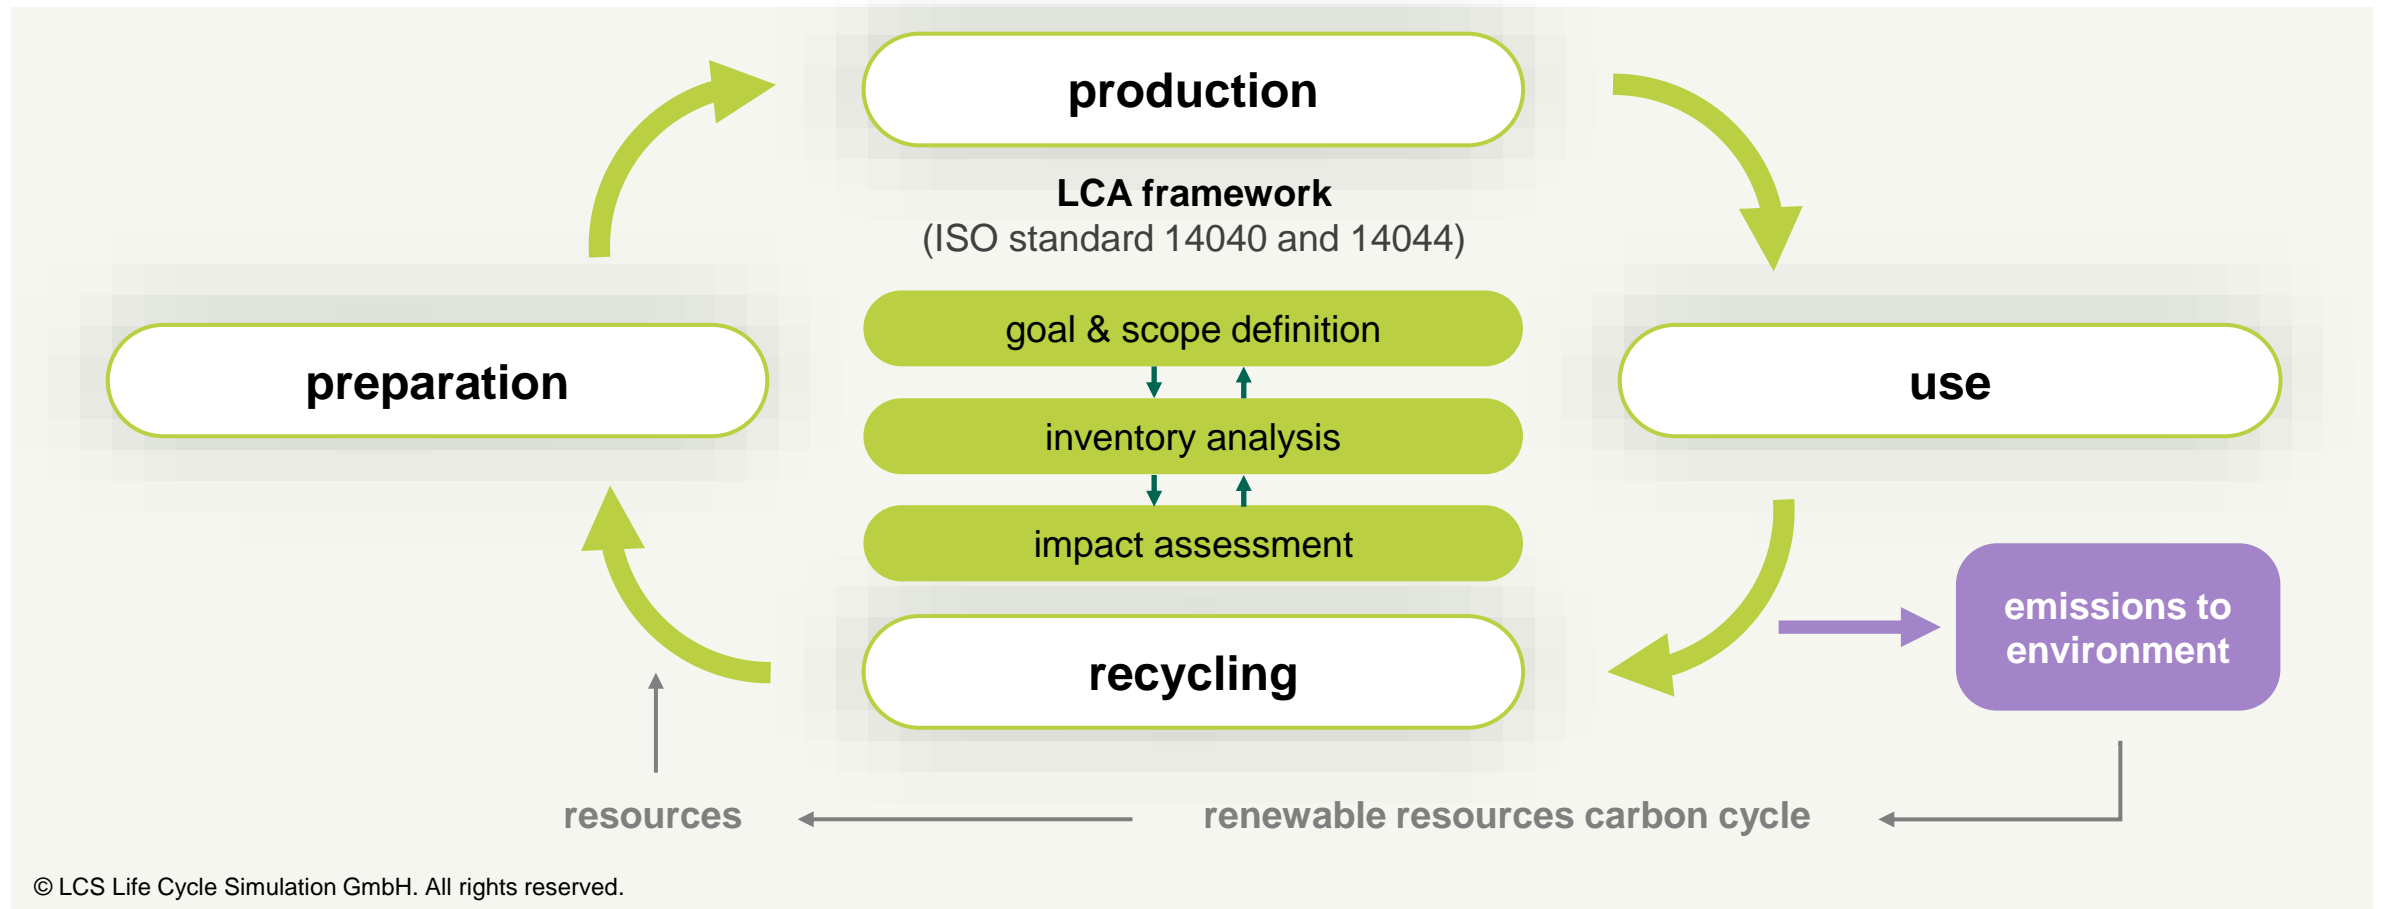 production
LCA framework
(ISO standard 14040 and 14044)
goal & scope definition
preparation
use
inventory analysis
impact assessment
emissions to
environment
recycling
resources
renewable resources carbon cycle
© LCS Life Cycle Simulation GmbH. All rights reserved.